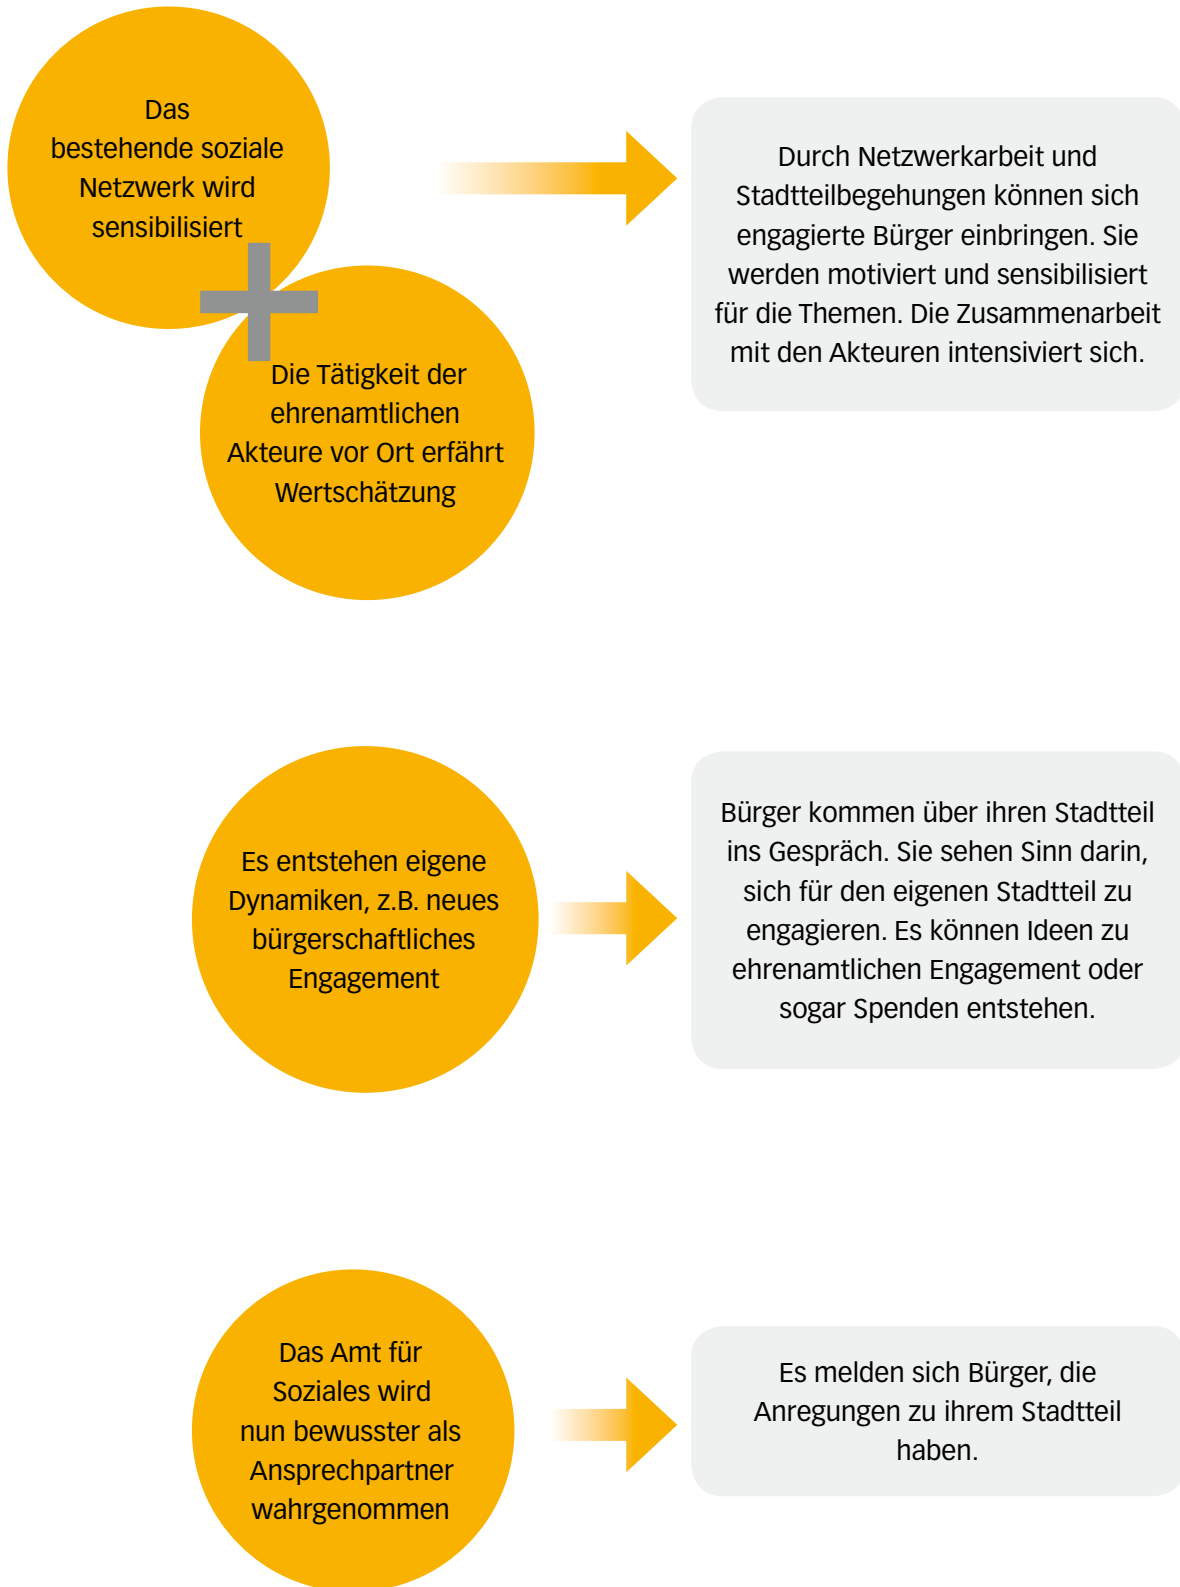 Das
bestehende soziale
Netzwerk wird
sensibilisiert
Die Tätigkeit der
ehrenamtlichen
Akteure vor Ort erfährt
Wertschätzung
Durch Netzwerkarbeit und
Stadtteilbegehungen können sich
engagierte Bürger einbringen. Sie
werden motiviert und sensibilisiert
für die Themen. Die Zusammenarbeit
mit den Akteuren intensiviert sich.
Es entstehen eigene
Dynamiken, z.B. neues
bürgerschaftliches
Engagement
Bürger kommen über ihren Stadtteil
ins Gespräch. Sie sehen Sinn darin,
sich für den eigenen Stadtteil zu
engagieren. Es können Ideen zu
ehrenamtlichen Engagement oder
sogar Spenden entstehen.
Das Amt für
Soziales wird
nun bewusster als
Ansprechpartner
wahrgenommen
Es melden sich Bürger, die
Anregungen zu ihrem Stadtteil
haben.